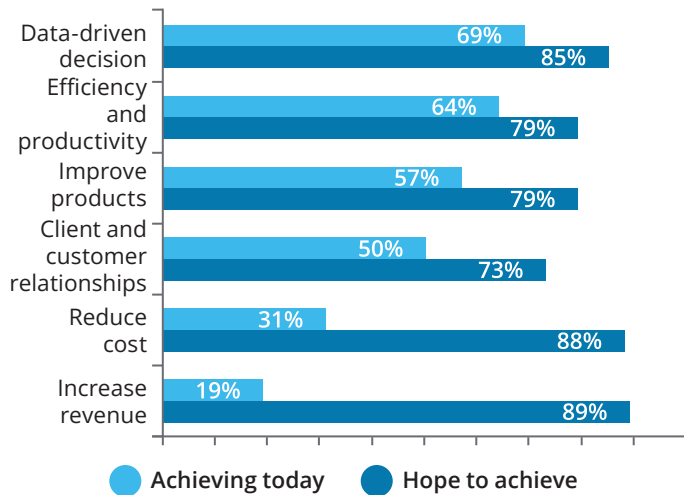 Data-driven
decision
69%
85%
Efficiency
and
productivity
64%
79%
Improve
products
57%
79%
Client and
customer
relationships
50%
73%
Reduce
cost
31%
88%
Increase
revenue
19%
89%
Achieving today
Hope to achieve